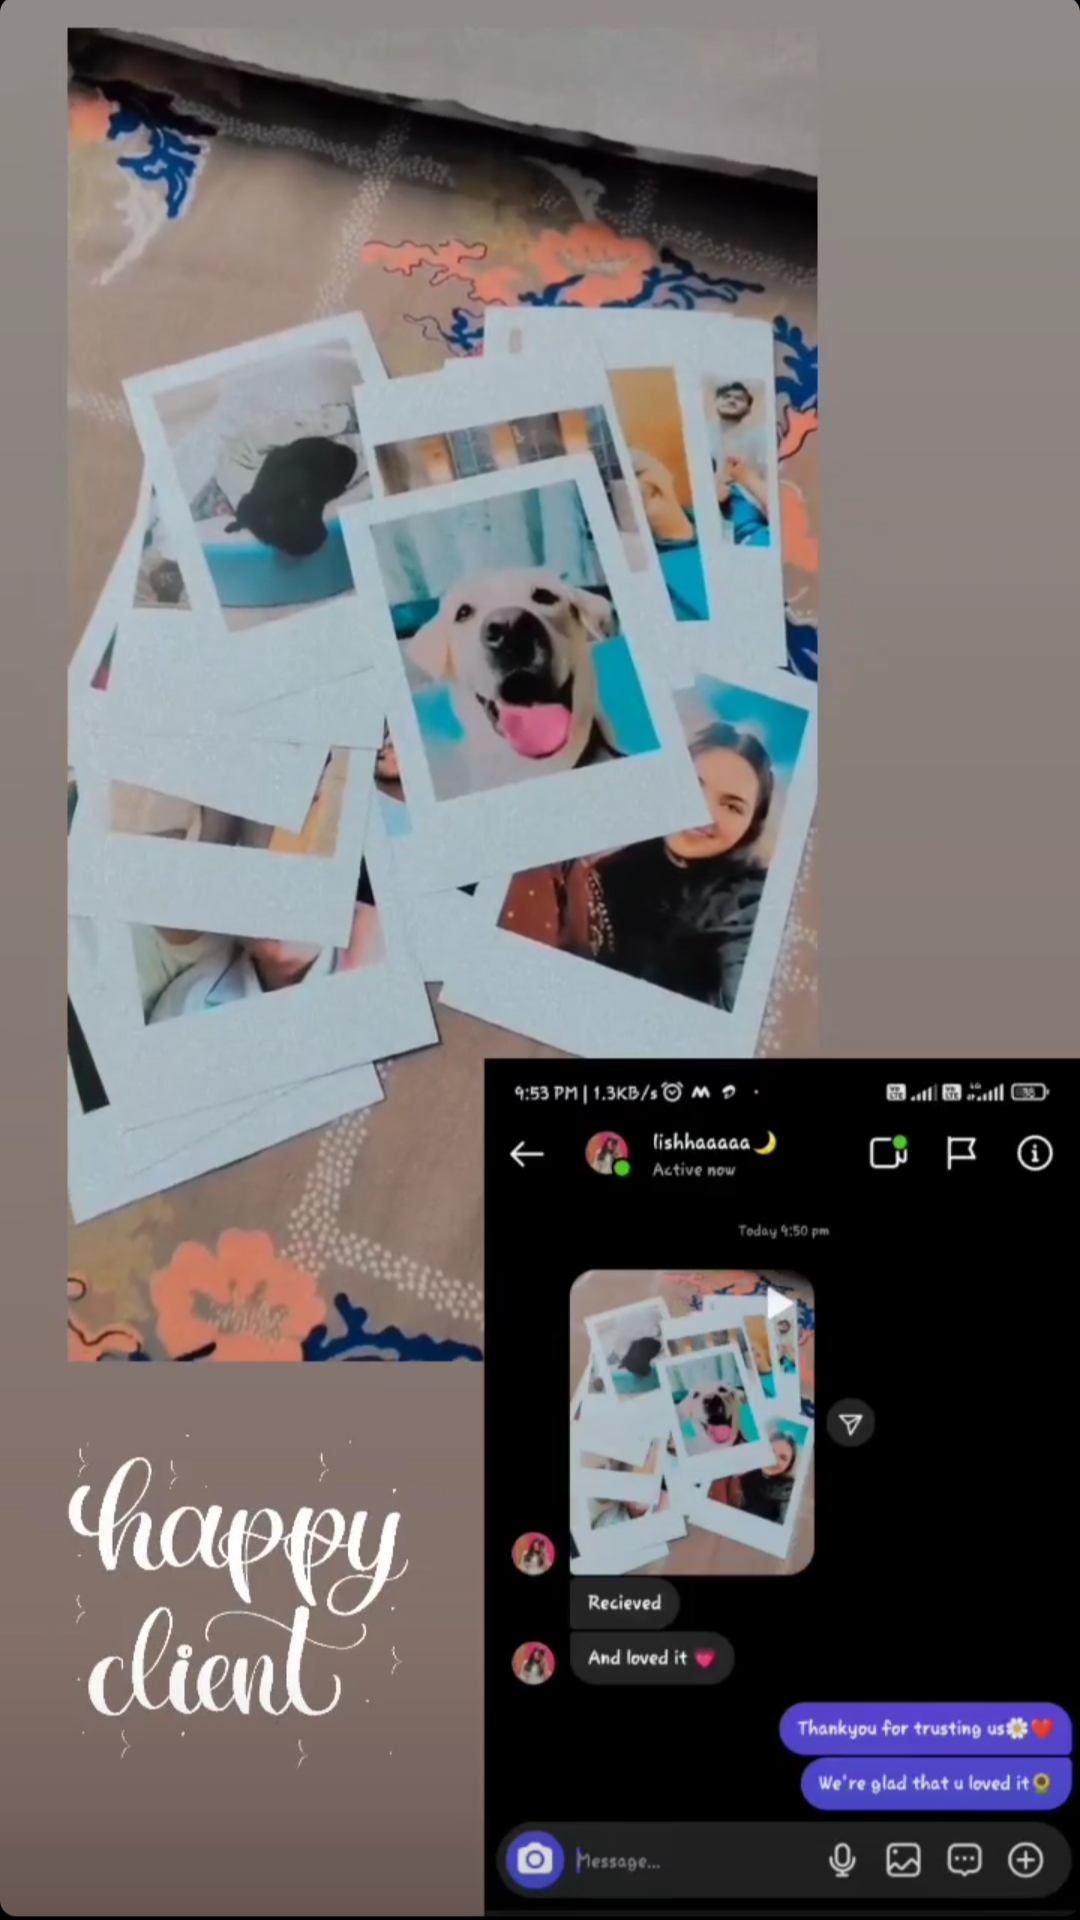 9:53 PM | 1.3KB/s
36
lishhaaaaa🌙
Active now
Today 9:50 pm
Recieved
And loved it 💗
Thankyou for trusting us🌼❤️
We're glad that u loved it🌻
Message...
happy
client